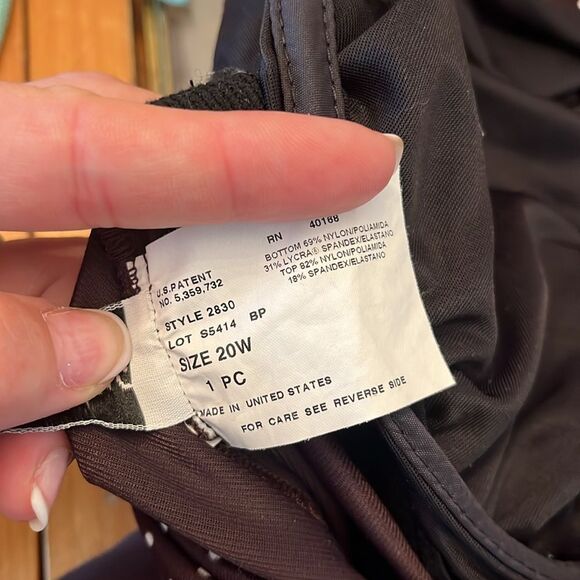 RN 40168
BOTTOM 69% NYLON/POLIAMIDA
31% LYCRA® SPANDEX/ELASTANO
TOP 82% NYLON/POLIAMIDA
18% SPANDEX/ELASTANO
U.S.PATENT
NO. 5,359,732
STYLE 2830
LOT S5414 BP
SIZE 20W
1 PC
MADE IN UNITED STATES
FOR CARE SEE REVERSE SIDE